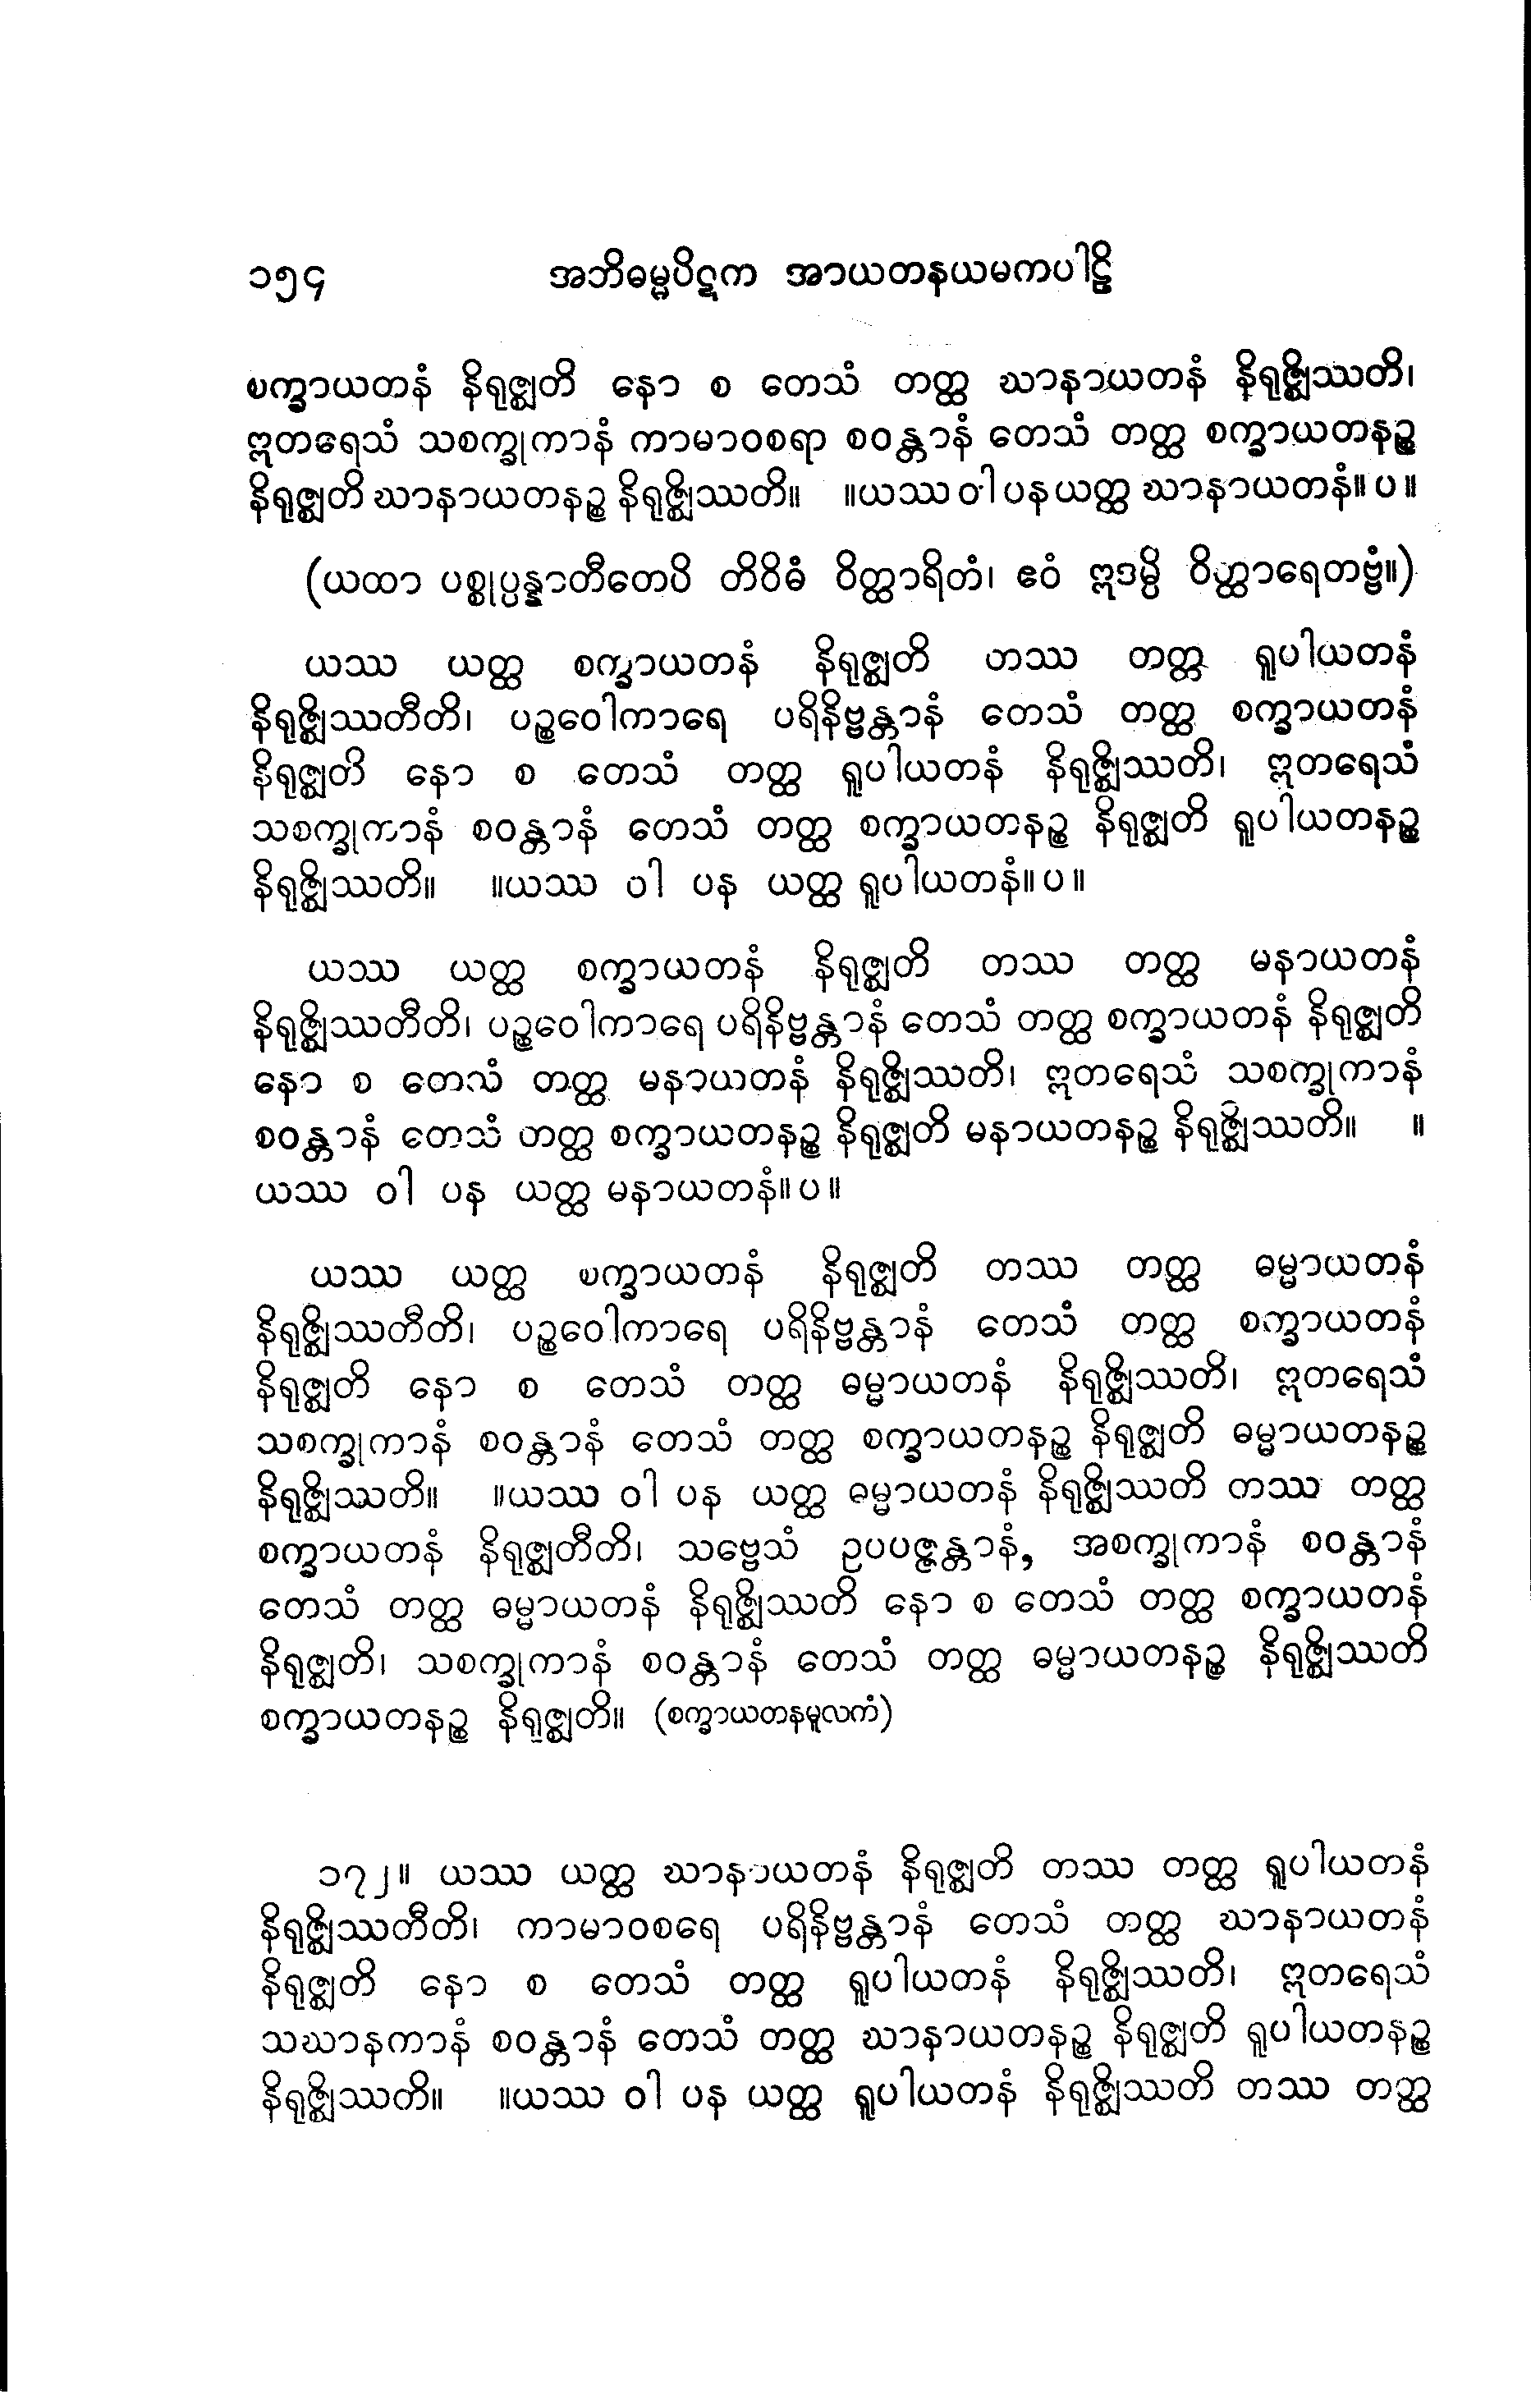 ၁၅၄ အဘိဓမ္မပိဋက အာယတနယမကပါဠိ
စက္ခာယတနံ နိရုဇ္ဈတိ နော စ တေသံ တတ္ထ ဃာနာယတနံ နိရုဇ္ဈိဿတိ၊
ဣတရေသံ သစက္ခုကာနံ ကာမာဝစရာ စဝန္တာနံ တေသံ တတ္ထ စက္ခာယတနဉ္စ
နိရုဇ္ဈတိ ဃာနာယတနဉ္စ နိရုဇ္ဈိဿတိ။ ။ယဿ ဝါ ပန ယတ္ထ ဃာနာယတနံ။ပ။
(ယထာ ပစ္စုပ္ပန္နာတီတေပိ တိဝိဓံ ဝိတ္ထာရိတံ၊ ဧဝံ ဣဒမ္ပိ ဝိတ္ထာရေတဗ္ဗံ။)
ယဿ ယတ္ထ စက္ခာယတနံ နိရုဇ္ဈတိ တဿ တတ္ထ ရူပါယတနံ
နိရုဇ္ဈိဿတီတိ၊ ပဉ္စဝေါကာရေ ပရိနိဗ္ဗန္တာနံ တေသံ တတ္ထ စက္ခာယတနံ
နိရုဇ္ဈတိ နော စ တေသံ တတ္ထ ရူပါယတနံ နိရုဇ္ဈိဿတိ၊ ဣတရေသံ
သစက္ခုကာနံ စဝန္တာနံ တေသံ တတ္ထ စက္ခာယတနဉ္စ နိရုဇ္ဈတိ ရူပါယတနဉ္စ
နိရုဇ္ဈိဿတိ။ ။ယဿ ဝါ ပန ယတ္ထ ရူပါယတနံ။ပ။
ယဿ ယတ္ထ စက္ခာယတနံ နိရုဇ္ဈတိ တဿ တတ္ထ မနာယတနံ
နိရုဇ္ဈိဿတီတိ၊ ပဉ္စဝေါကာရေ ပရိနိဗ္ဗန္တာနံ တေသံ တတ္ထ စက္ခာယတနံ နိရုဇ္ဈတိ
နော စ တေသံ တတ္ထ မနာယတနံ နိရုဇ္ဈိဿတိ၊ ဣတရေသံ သစက္ခုကာနံ
စဝန္တာနံ တေသံ တတ္ထ စက္ခာယတနဉ္စ နိရုဇ္ဈတိ မနာယတနဉ္စ နိရုဇ္ဈိဿတိ။ ။
ယဿ ဝါ ပန ယတ္ထ မနာယတနံ။ပ။
ယဿ ယတ္ထ စက္ခာယတနံ နိရုဇ္ဈတိ တဿ တတ္ထ ဓမ္မာယတနံ
နိရုဇ္ဈိဿတီတိ၊ ပဉ္စဝေါကာရေ ပရိနိဗ္ဗန္တာနံ တေသံ တတ္ထ စက္ခာယတနံ
နိရုဇ္ဈတိ နော စ တေသံ တတ္ထ ဓမ္မာယတနံ နိရုဇ္ဈိဿတိ၊ ဣတရေသံ
သစက္ခုကာနံ စဝန္တာနံ တေသံ တတ္ထ စက္ခာယတနဉ္စ နိရုဇ္ဈတိ ဓမ္မာယတနဉ္စ
နိရုဇ္ဈိဿတိ။ ။ယဿ ဝါ ပန ယတ္ထ ဓမ္မာယတနံ နိရုဇ္ဈိဿတိ တဿ တတ္ထ
စက္ခာယတနံ နိရုဇ္ဈတီတိ၊ သဗ္ဗေသံ ဥပပဇ္ဇန္တာနံ, အစက္ခုကာနံ စဝန္တာနံ
တေသံ တတ္ထ ဓမ္မာယတနံ နိရုဇ္ဈိဿတိ နော စ တေသံ တတ္ထ စက္ခာယတနံ
နိရုဇ္ဈတိ၊ သစက္ခုကာနံ စဝန္တာနံ တေသံ တတ္ထ ဓမ္မာယတနဉ္စ နိရုဇ္ဈိဿတိ
စက္ခာယတနဉ္စ နိရုဇ္ဈတိ။ (စက္ခာယတနမူလကံ)
၁၇၂။ ယဿ ယတ္ထ ဃာနာယတနံ နိရုဇ္ဈတိ တဿ တတ္ထ ရူပါယတနံ
နိရုဇ္ဈိဿတီတိ၊ ကာမာဝစရေ ပရိနိဗ္ဗန္တာနံ တေသံ တတ္ထ ဃာနာယတနံ
နိရုဇ္ဈတိ နော စ တေသံ တတ္ထ ရူပါယတနံ နိရုဇ္ဈိဿတိ၊ ဣတရေသံ
သဃာနကာနံ စဝန္တာနံ တေသံ တတ္ထ ဃာနာယတနဉ္စ နိရုဇ္ဈတိ ရူပါယတနဉ္စ
နိရုဇ္ဈိဿတိ။ ။ယဿ ဝါ ပန ယတ္ထ ရူပါယတနံ နိရုဇ္ဈိဿတိ တဿ တတ္ထ